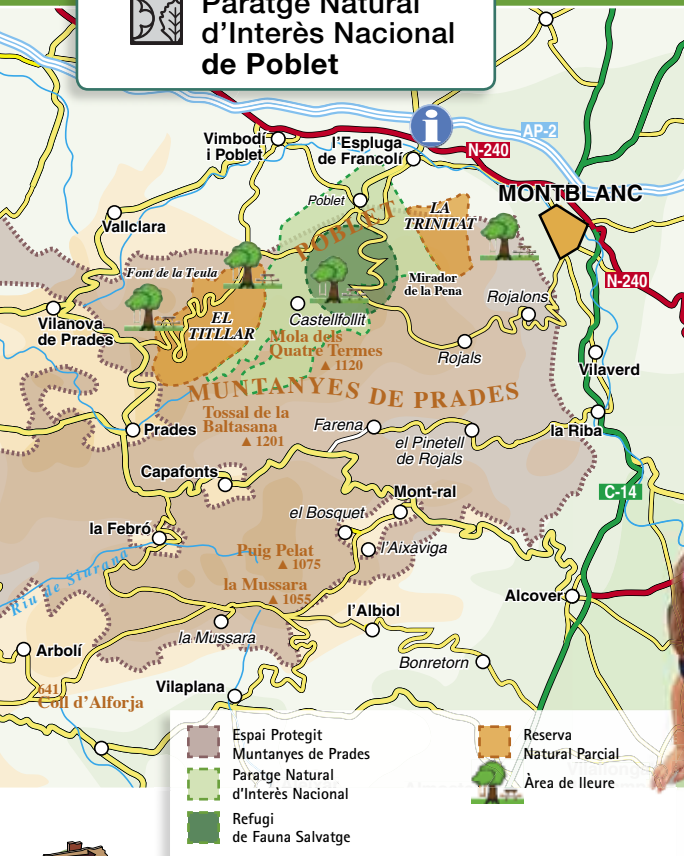 Paratge Natural
d'Interès Nacional
de Poblet
AP-2
Vimbodí
i Poblet
l'Espluga
de Francolí
N-240
MONTBLANC
Poblet
POBLET
LA
TRINITAT
Vallclara
Font de la Teula
Mirador
de la Pena
N-240
Rojalons
Castellfollit
EL
TITLLAR
Vilanova
de Prades
Mola dels
Quatre Termes
▲ 1120
Rojals
Vilaverd
MUNTANYES DE PRADES
Tossal de la
Baltasana
▲ 1201
Prades
Farena
el Pinetell
de Rojals
la Riba
Capafonts
Mont-ral
C-14
el Bosquet
la Febró
Puig Pelat
▲ 1075
l'Aixàviga
Riu de Siurana
la Mussara
▲ 1055
Alcover
l'Albiol
la Mussara
Arbolí
Bonretorn
641
Coll d'Alforja
Vilaplana
Espai Protegit
Muntanyes de Prades
Paratge Natural
d'Interès Nacional
Refugi
de Fauna Salvatge
Reserva
Natural Parcial
Àrea de lleure